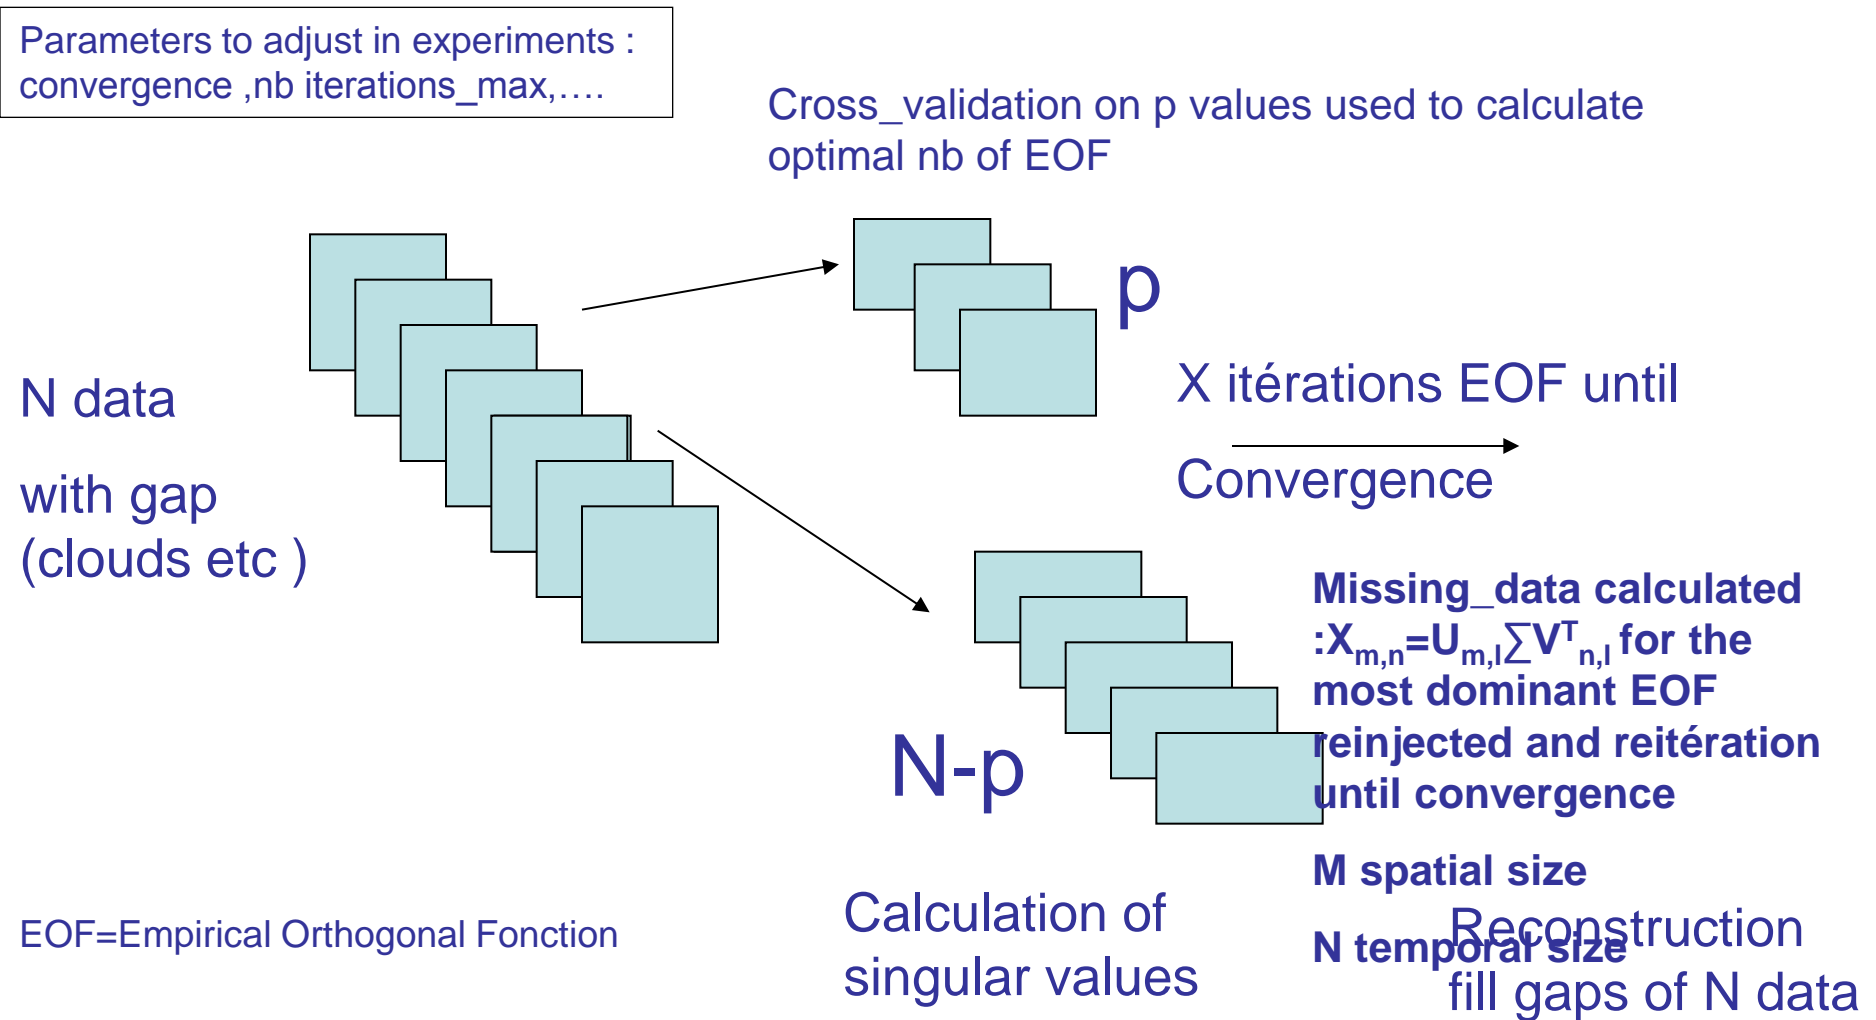 Parameters to adjust in experiments :
convergence ,nb iterations_max,….
Cross_validation on p values used to calculate
optimal nb of EOF
p
N data
with gap
(clouds etc )
X itérations EOF until
Convergence
N-p
Missing_data calculated
:Xm,n=Um,l∑VTn,l for the
most dominant EOF
reinjected and reitération
until convergence
M spatial size
N temporal size
Calculation of
singular values
Reconstruction
fill gaps of N data
EOF=Empirical Orthogonal Fonction